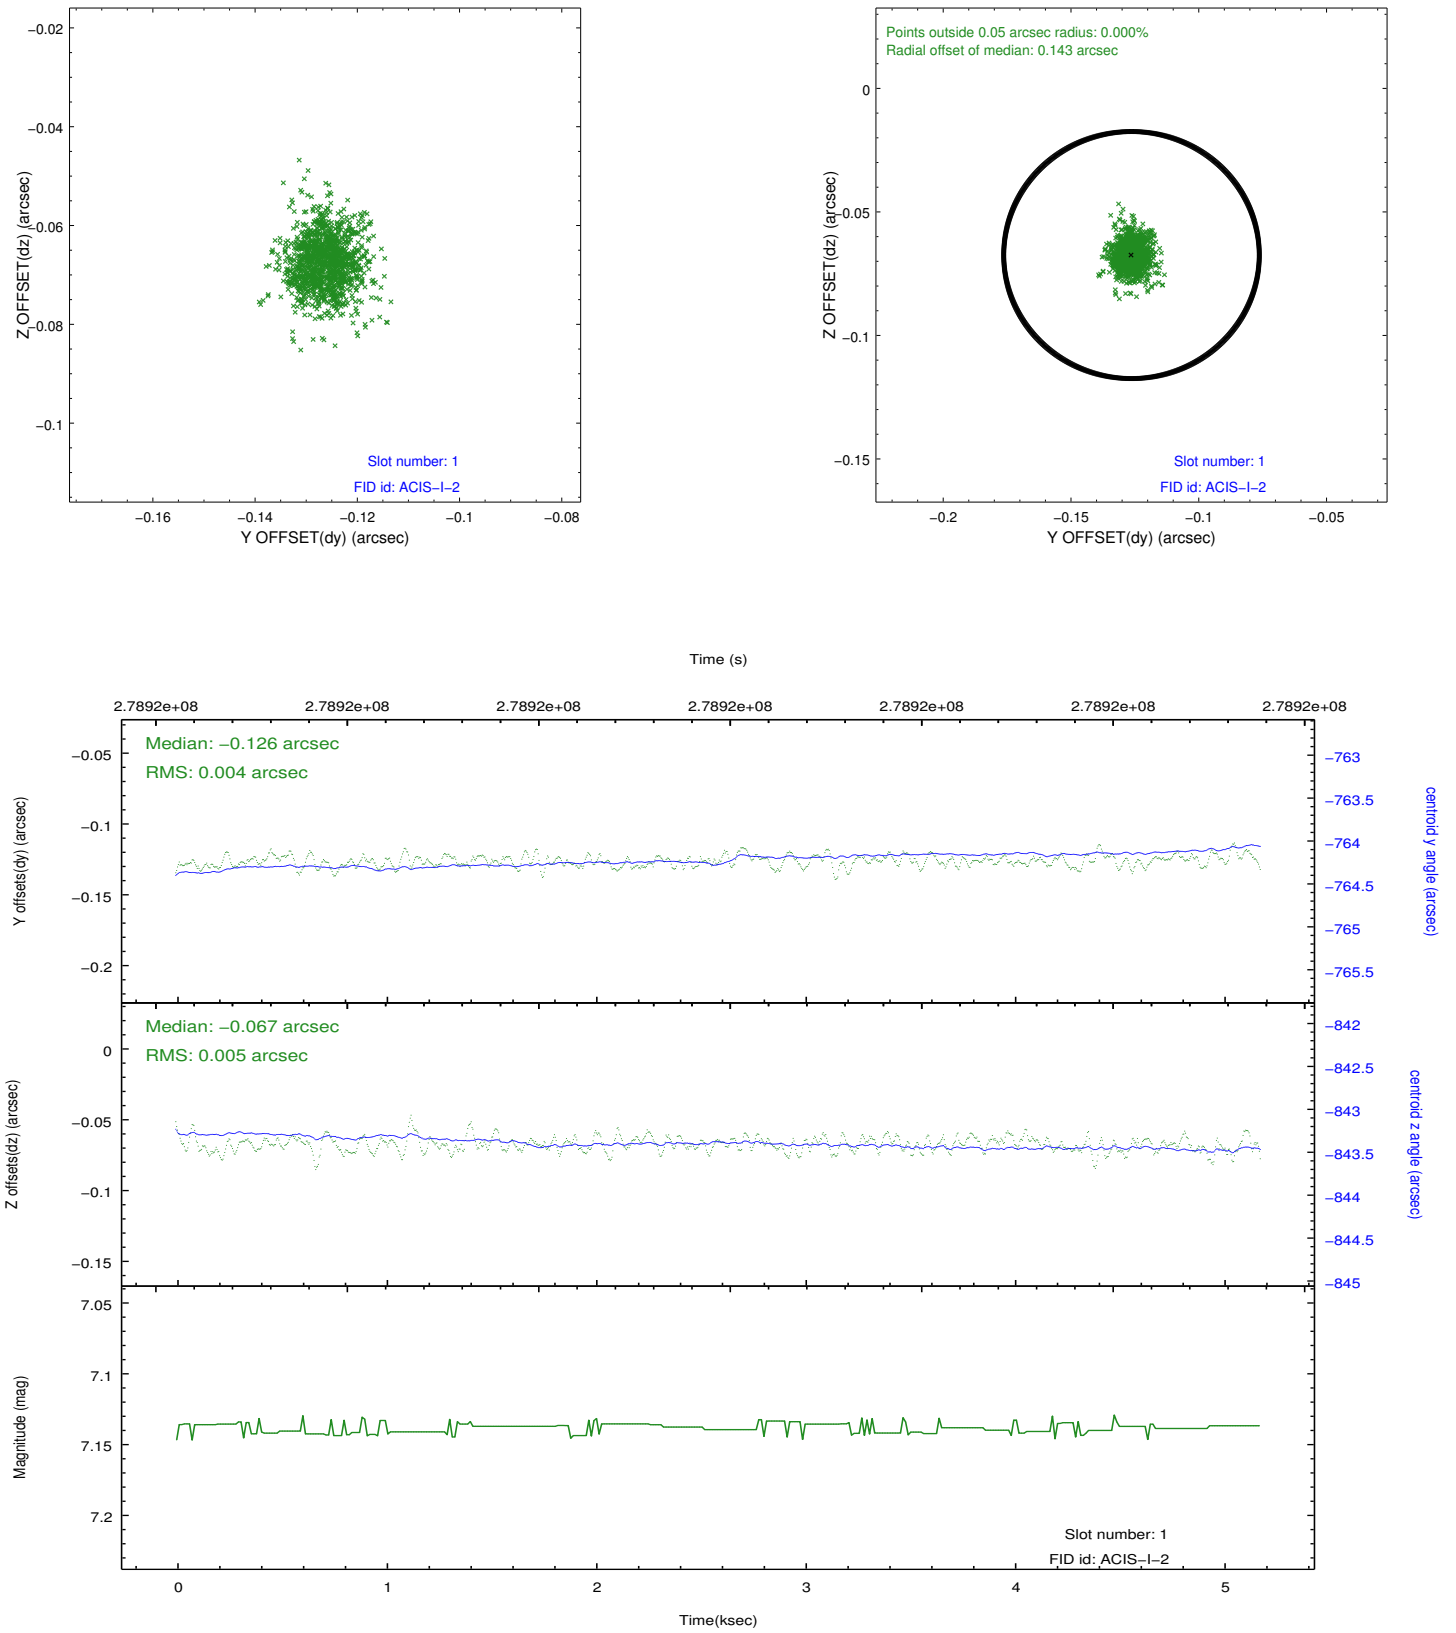 −0.02
−0.04
−0.06
−0.08
−0.1
Z OFFSET(dz) (arcsec)
Slot number: 1
FID id: ACIS−I−2
−0.16
−0.14
−0.12
−0.1
−0.08
Y OFFSET(dy) (arcsec)
Points outside 0.05 arcsec radius: 0.000%
Radial offset of median: 0.143 arcsec
0
−0.05
−0.1
−0.15
Z OFFSET(dz) (arcsec)
Slot number: 1
FID id: ACIS−I−2
−0.2
−0.15
−0.1
−0.05
Y OFFSET(dy) (arcsec)
Time (s)
2.7892e+08
2.7892e+08
2.7892e+08
2.7892e+08
2.7892e+08
2.7892e+08
2.7892e+08
Median: −0.126 arcsec
RMS: 0.004 arcsec
−0.05
−0.1
−0.15
−0.2
Y offsets(dy) (arcsec)
−763
−763.5
−764
−764.5
−765
−765.5
centroid y angle (arcsec)
Median: −0.067 arcsec
RMS: 0.005 arcsec
0
−0.05
−0.1
−0.15
Z offsets(dz) (arcsec)
−842
−842.5
−843
−843.5
−844
−844.5
−845
centroid z angle (arcsec)
7.05
7.1
7.15
7.2
Magnitude (mag)
Slot number: 1
FID id: ACIS−I−2
0
1
2
3
4
5
Time(ksec)